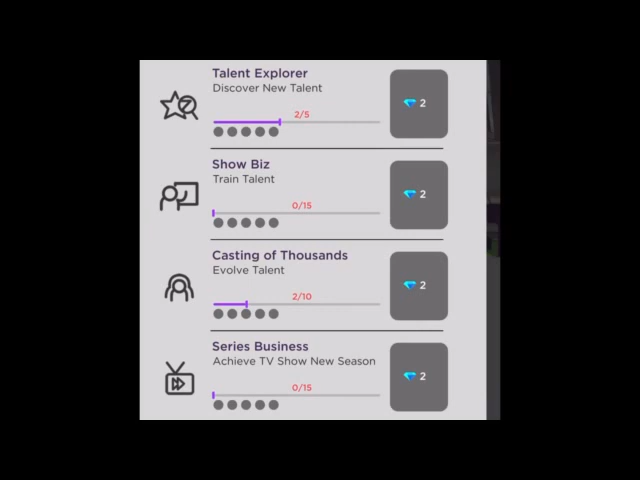 Talent Explorer
Discover New Talent
2/5
2
Show Biz
Train Talent
0/15
2
Casting of Thousands
Evolve Talent
2/10
2
Series Business
Achieve TV Show New Season
0/15
2